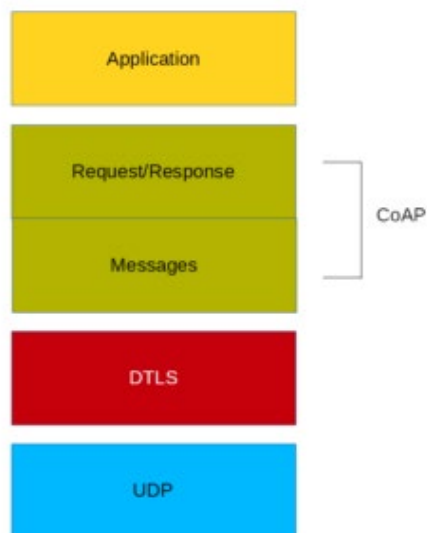 Application
Request/Response
CoAP
Messages
DTLS
UDP